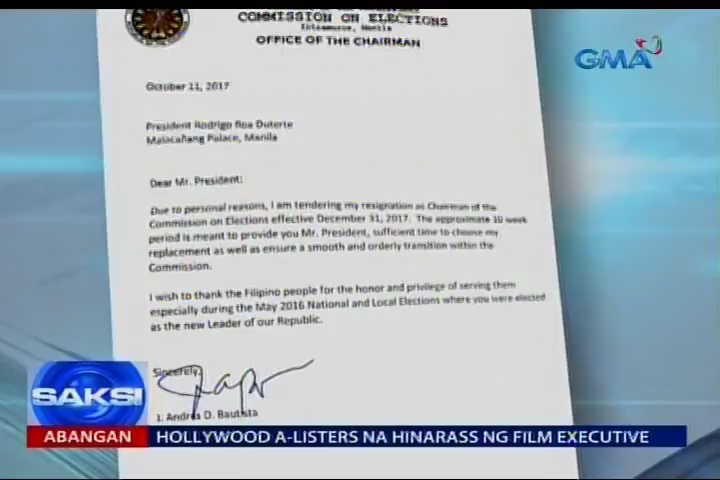 COMMISSION ON ELECTIONS
Intramuros, Manila
OFFICE OF THE CHAIRMAN
GMA
October 11, 2017
President Rodrigo Roa Duterte
Malacañang Palace, Manila
Dear Mr. President:
Due to personal reasons, I am tendering my resignation as Chairman of the
Commission on Elections effective December 31, 2017. The approximate 10 week
period is meant to provide you Mr. President, sufficient time to choose my
replacement as well as ensure a smooth and orderly transition within the
Commission.
I wish to thank the Filipino people for the honor and privilege of serving them
especially during the May 2016 National and Local Elections where you were elected
as the new Leader of our Republic.
Sincerely,
J. Andres D. Bautista
SAKSI
ABANGAN HOLLYWOOD A-LISTERS NA HINARASS NG FILM EXECUTIVE